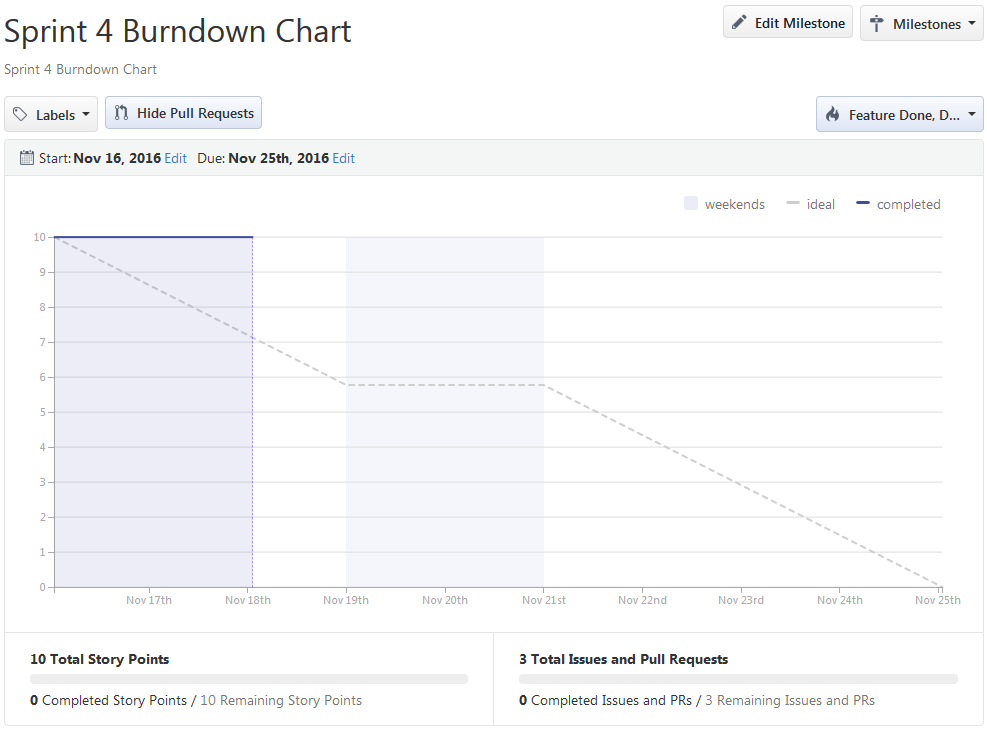 Sprint 4 Burndown Chart
Edit Milestone
Milestones
Sprint 4 Burndown Chart
Labels
Hide Pull Requests
Feature Done, D...
Start: Nov 16, 2016 Edit Due: Nov 25th, 2016 Edit
weekends ideal completed
10
9
8
7
6
5
4
3
2
1
0
Nov 17th Nov 18th Nov 19th Nov 20th Nov 21st Nov 22nd Nov 23rd Nov 24th Nov 25th
10 Total Story Points
0 Completed Story Points / 10 Remaining Story Points
3 Total Issues and Pull Requests
0 Completed Issues and PRs / 3 Remaining Issues and PRs